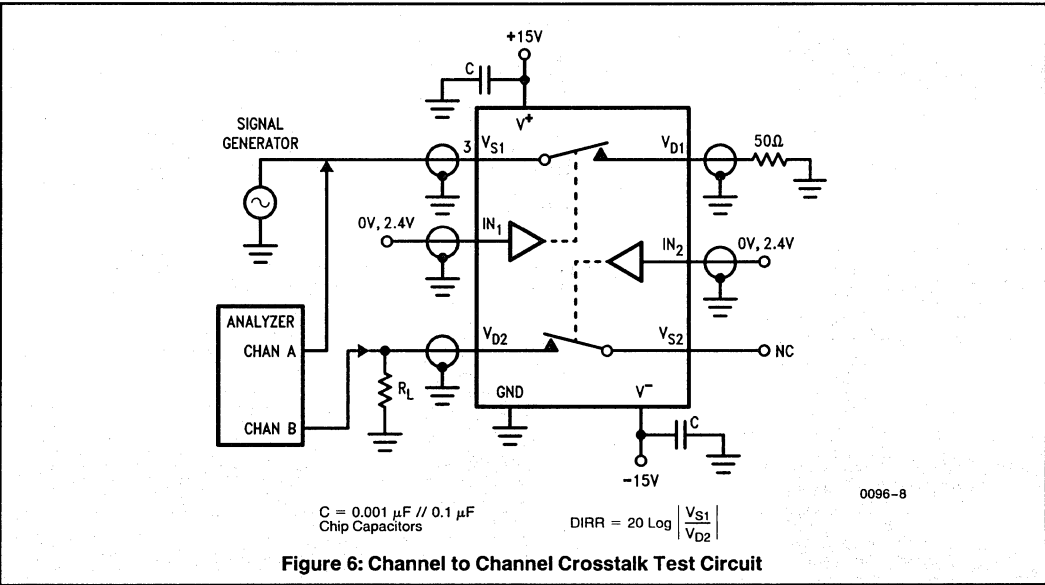 +15V
C
V+
SIGNAL
GENERATOR
3
VS1
VD1
50Ω
0V, 2.4V
IN1
IN2
0V, 2.4V
ANALYZER
CHAN A
CHAN B
VD2
VS2
NC
RL
GND
V−
C
-15V
0096-8
C = 0.001 μF // 0.1 μF
Chip Capacitors
DIRR = 20 Log |VS1/VD2|
Figure 6: Channel to Channel Crosstalk Test Circuit